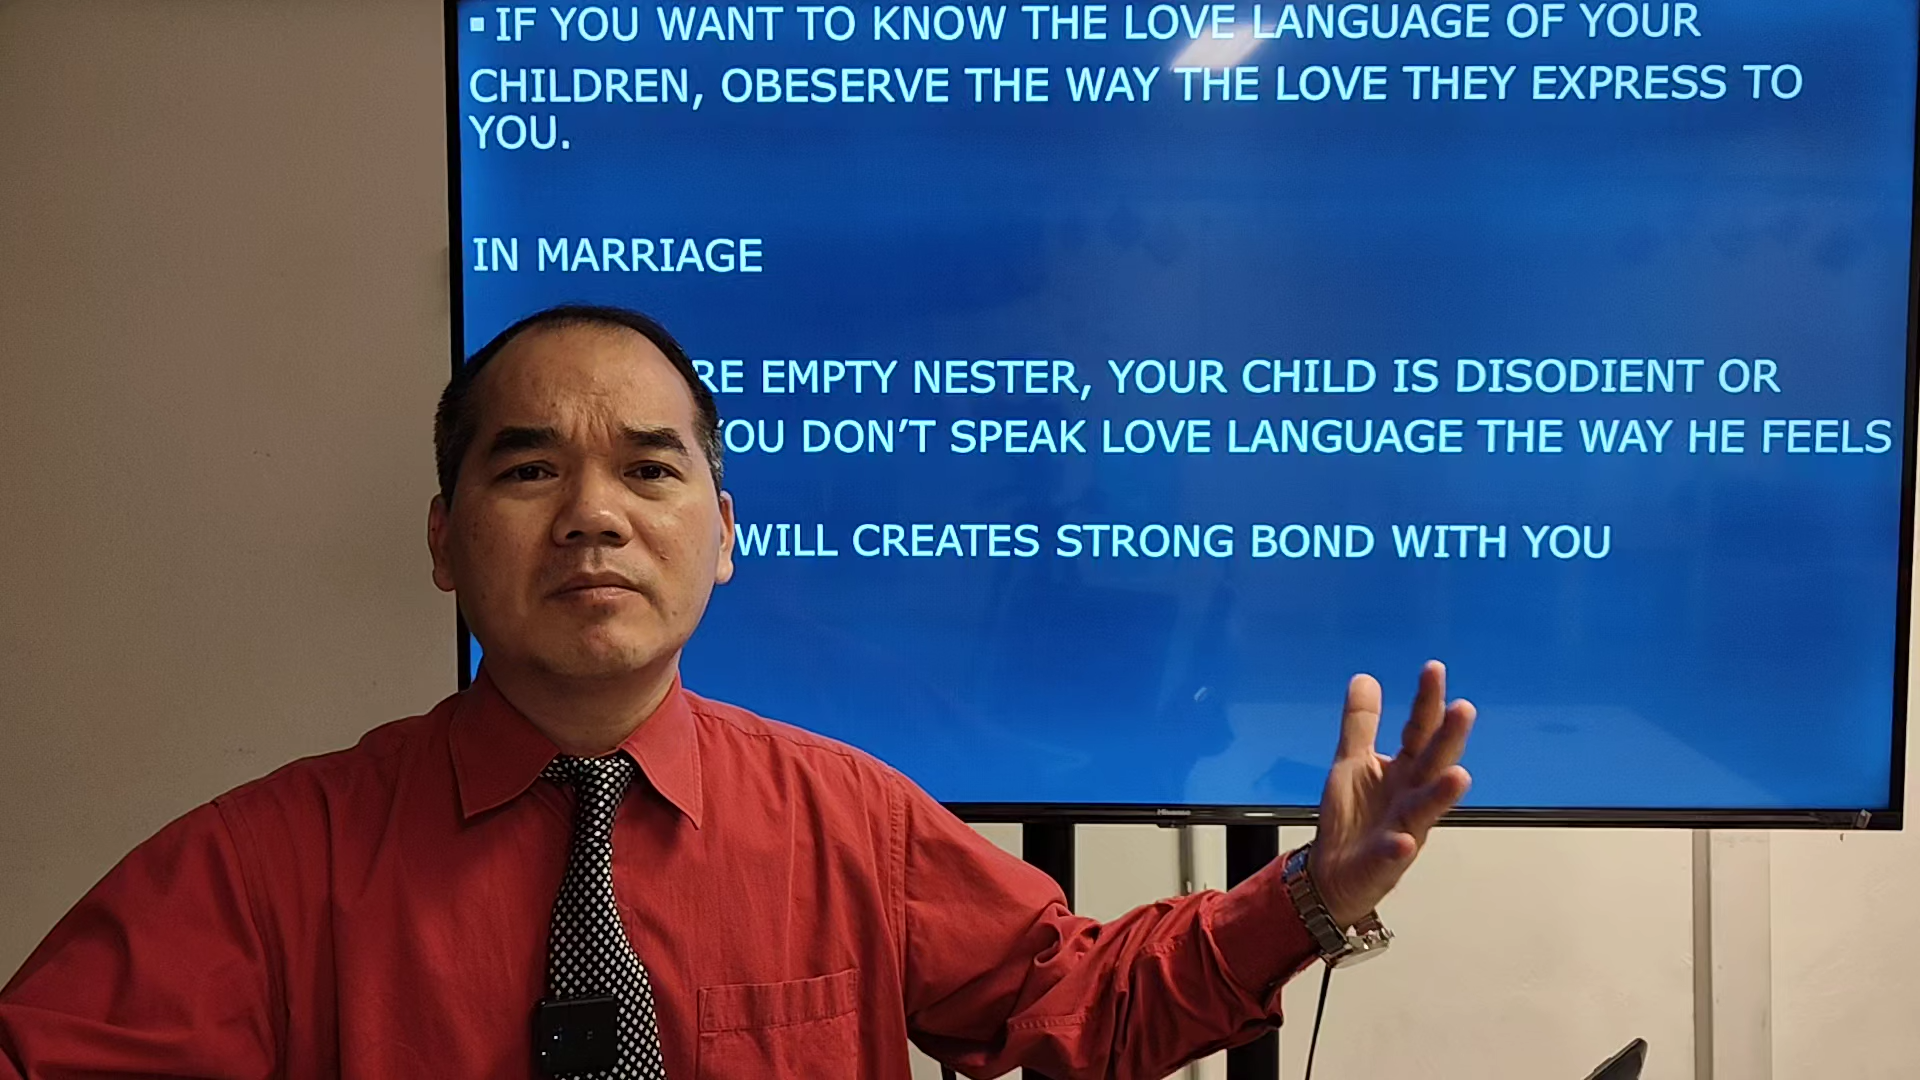 ▪ IF YOU WANT TO KNOW THE LOVE LANGUAGE OF YOUR
CHILDREN, OBESERVE THE WAY THE LOVE THEY EXPRESS TO
YOU.
IN MARRIAGE
RE EMPTY NESTER, YOUR CHILD IS DISODIENT OR
YOU DON'T SPEAK LOVE LANGUAGE THE WAY HE FEELS
WILL CREATES STRONG BOND WITH YOU
Hisense